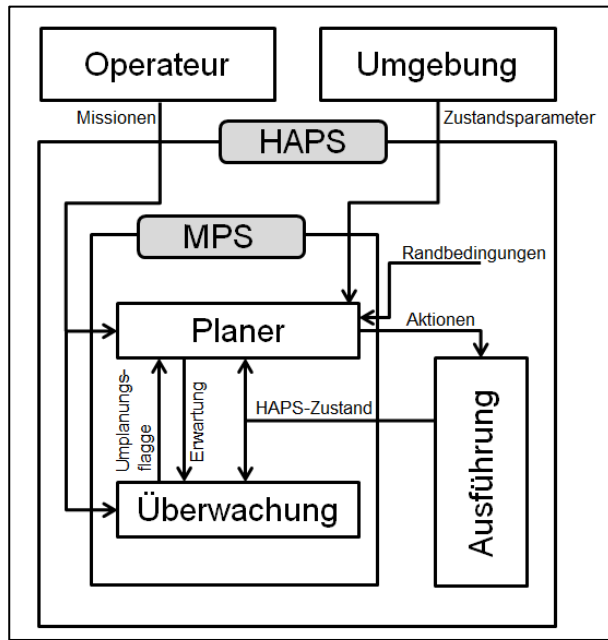 Operateur
Umgebung
Missionen
Zustandsparameter
HAPS
MPS
Randbedingungen
Planer
Aktionen
Umplanungs-
flagge
Erwartung
HAPS-Zustand
Ausführung
Überwachung